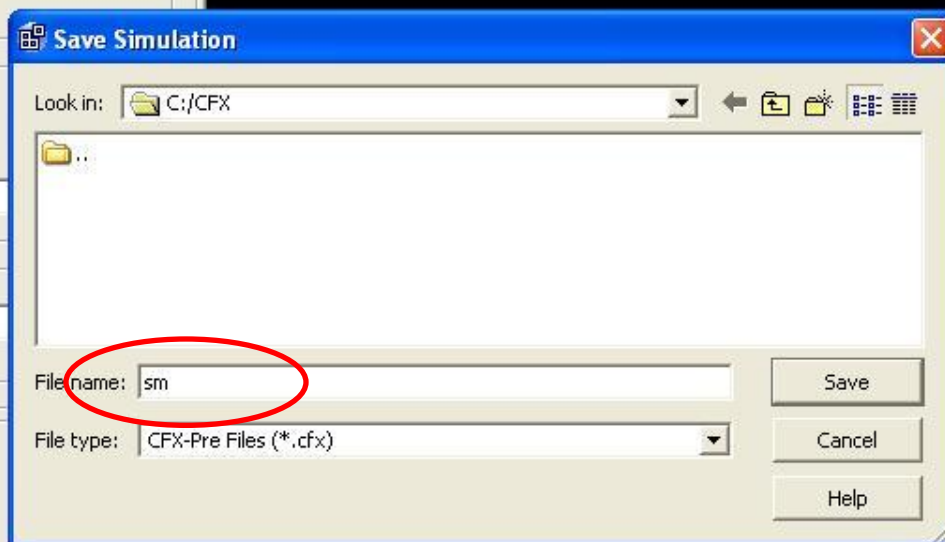 Save Simulation
Look in: C:/CFX
..
File name: sm
Save
File type: CFX-Pre Files (*.cfx)
Cancel
Help